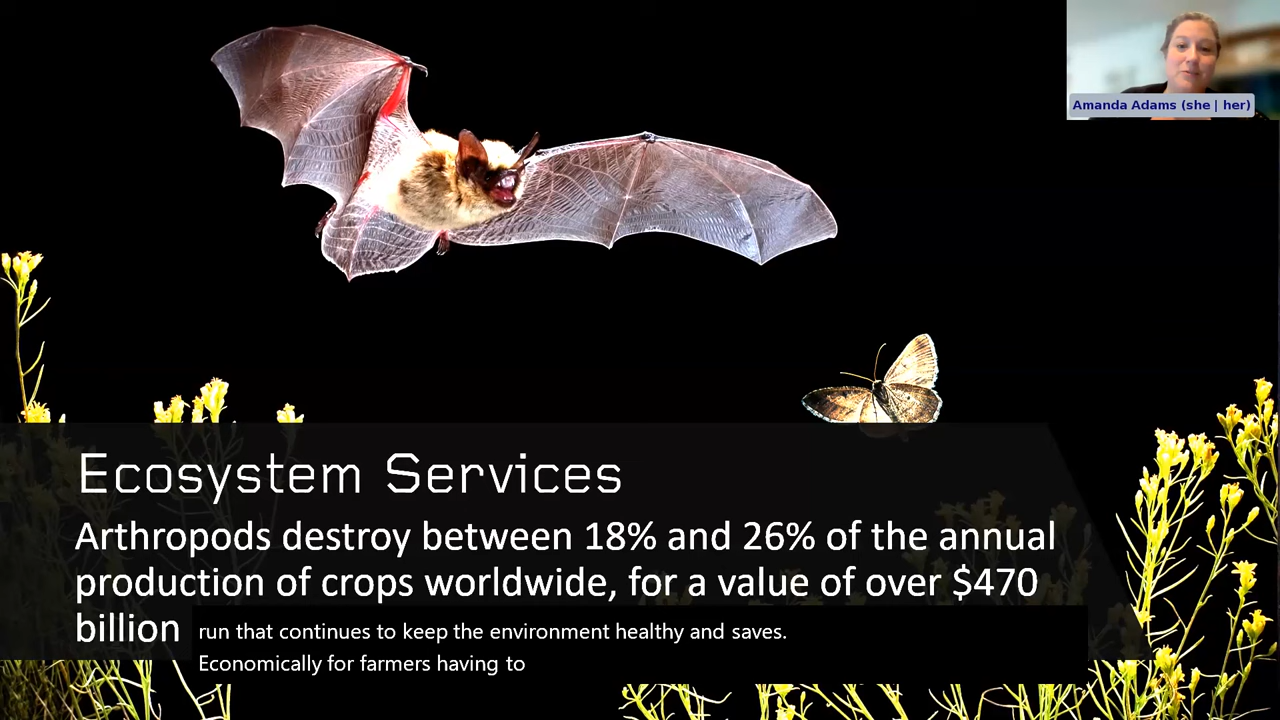 Amanda Adams (she | her)
Ecosystem Services
Arthropods destroy between 18% and 26% of the annual
production of crops worldwide, for a value of over $470
billion
run that continues to keep the environment healthy and saves.
Economically for farmers having to